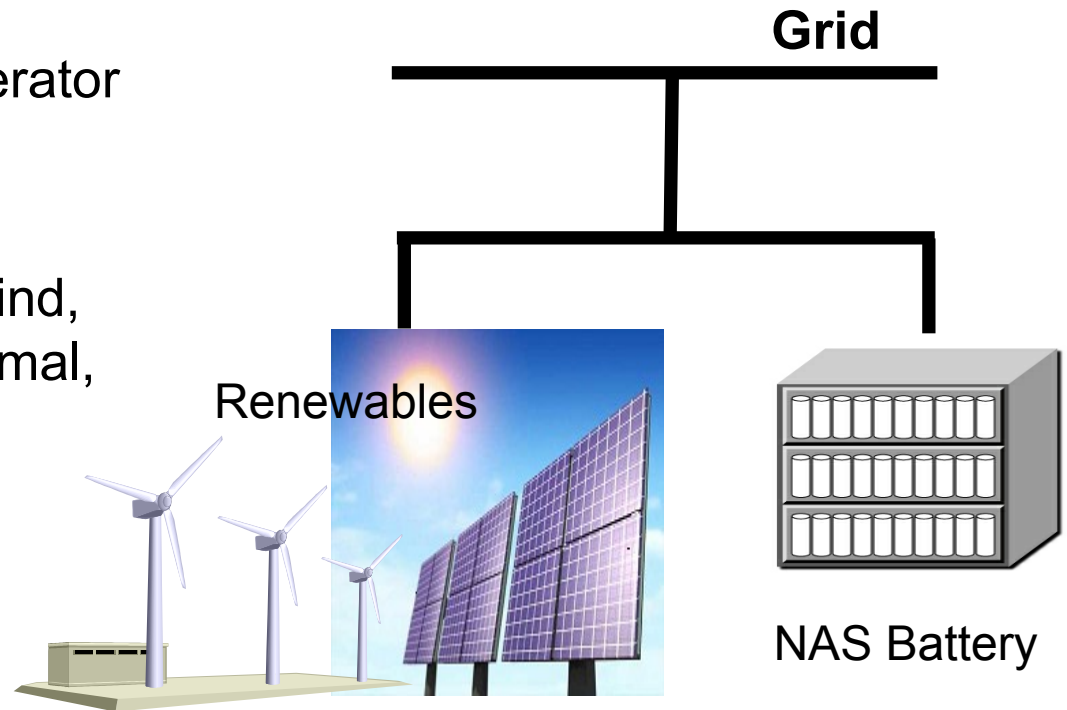 Grid
erator
ind,
mal,
Renewables
NAS Battery